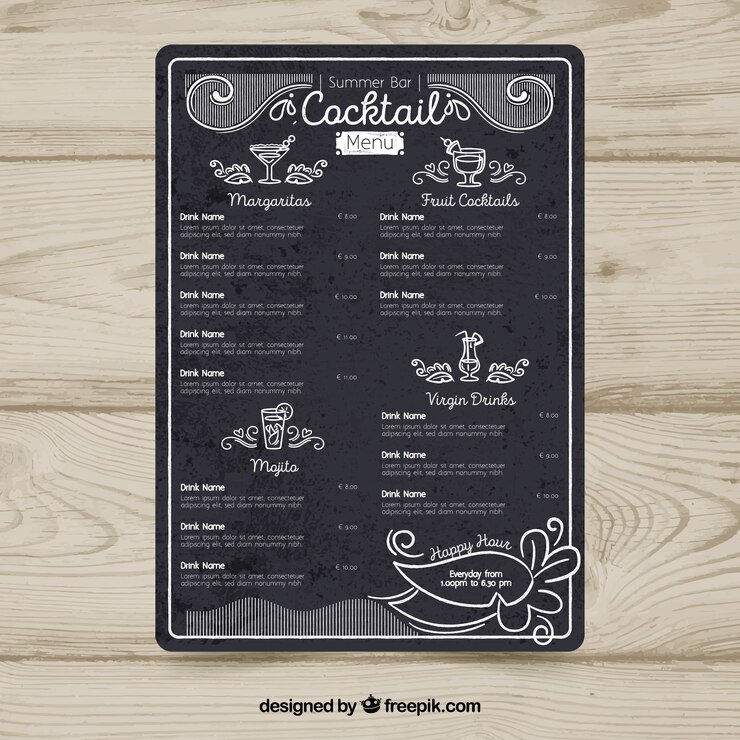 | Summer Bar |
Cocktail
Menu
Margaritas
Drink Name € 8.00
Lorem ipsum dolor sit amet, consectetuer
adipiscing elit, sed diam nonummy nibh.
Drink Name € 9.00
Lorem ipsum dolor sit amet, consectetuer
adipiscing elit, sed diam nonummy nibh.
Drink Name € 10.00
Lorem ipsum dolor sit amet, consectetuer
adipiscing elit, sed diam nonummy nibh.
Drink Name € 11.00
Lorem ipsum dolor sit amet, consectetuer
adipiscing elit, sed diam nonummy nibh.
Drink Name € 11.00
Lorem ipsum dolor sit amet, consectetuer
adipiscing elit, sed diam nonummy nibh.
Mojito
Drink Name € 8.00
Lorem ipsum dolor sit amet, consectetuer
adipiscing elit, sed diam nonummy nibh.
Drink Name € 9.00
Lorem ipsum dolor sit amet, consectetuer
adipiscing elit, sed diam nonummy nibh.
Drink Name € 10.00
Lorem ipsum dolor sit amet, consectetuer
adipiscing elit, sed diam nonummy nibh.
Fruit Cocktails
Drink Name € 8.00
Lorem ipsum dolor sit amet, consectetuer
adipiscing elit, sed diam nonummy nibh.
Drink Name € 9.00
Lorem ipsum dolor sit amet, consectetuer
adipiscing elit, sed diam nonummy nibh.
Drink Name € 10.00
Lorem ipsum dolor sit amet, consectetuer
adipiscing elit, sed diam nonummy nibh.
Virgin Drinks
Drink Name € 8.00
Lorem ipsum dolor sit amet, consectetuer
adipiscing elit, sed diam nonummy nibh.
Drink Name € 9.00
Lorem ipsum dolor sit amet, consectetuer
adipiscing elit, sed diam nonummy nibh.
Drink Name € 10.00
Lorem ipsum dolor sit amet, consectetuer
adipiscing elit, sed diam nonummy nibh.
Happy Hour
Everyday from
1.00pm to 6.30 pm
designed by freepik.com